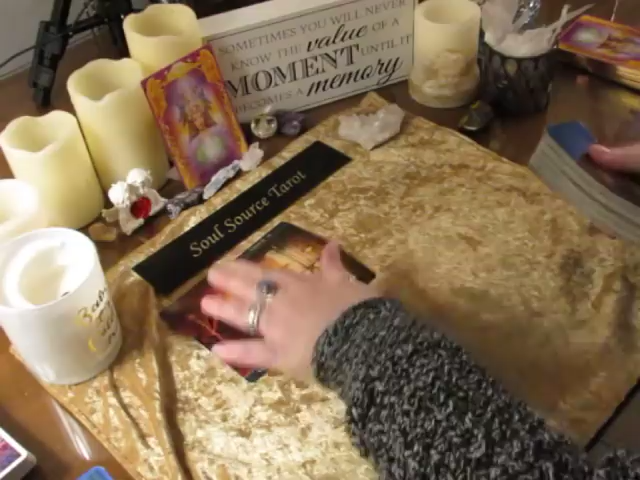 SOMETIMES YOU WILL NEVER
KNOW THE value OF A
MOMENT UNTIL IT
BECOMES A memory
Soul Source Tarot